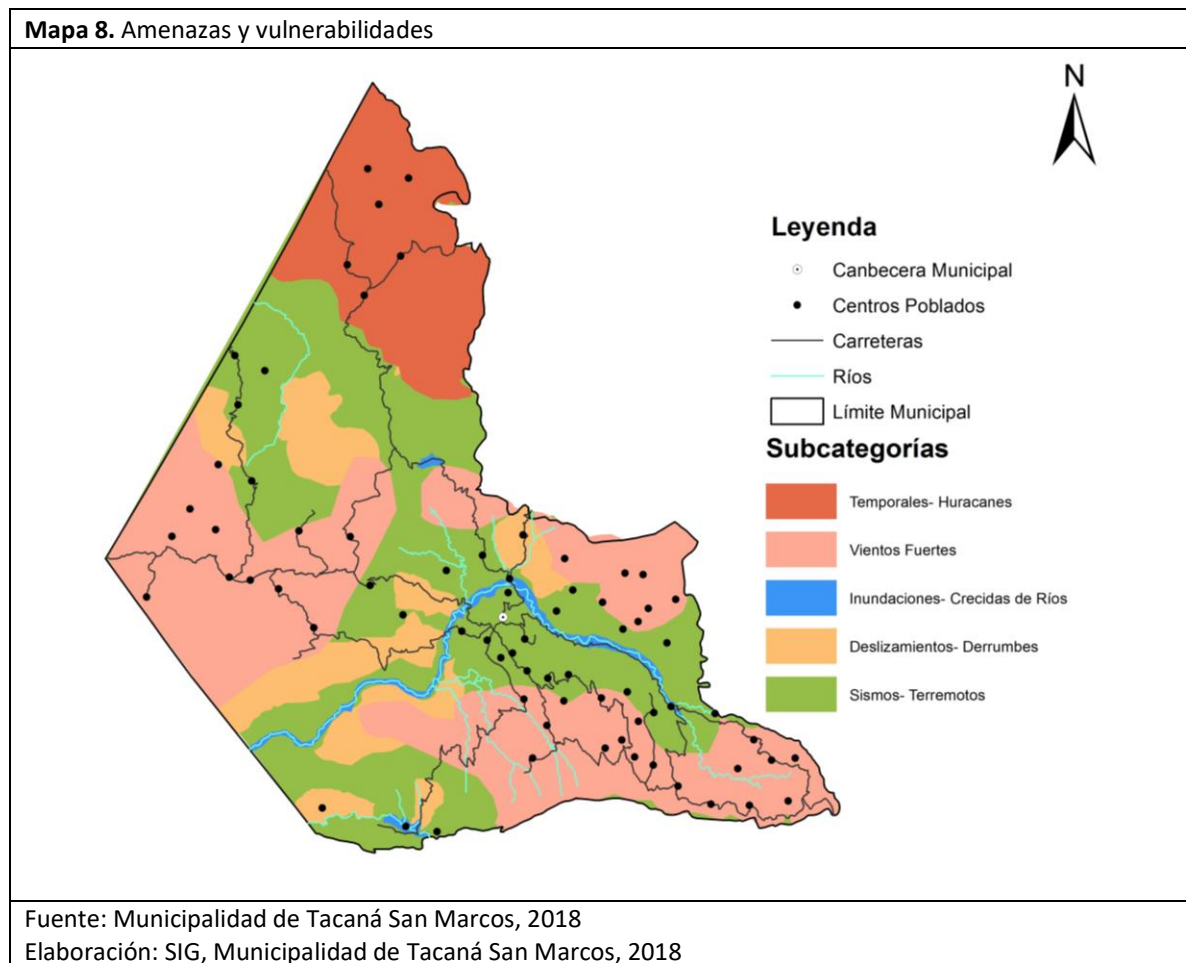 Mapa 8. Amenazas y vulnerabilidades
N
Leyenda
Canbecera Municipal
Centros Poblados
Carreteras
Ríos
Límite Municipal
Subcategorías
Temporales- Huracanes
Vientos Fuertes
Inundaciones- Crecidas de Ríos
Deslizamientos- Derrumbes
Sismos- Terremotos
Fuente: Municipalidad de Tacaná San Marcos, 2018
Elaboración: SIG, Municipalidad de Tacaná San Marcos, 2018